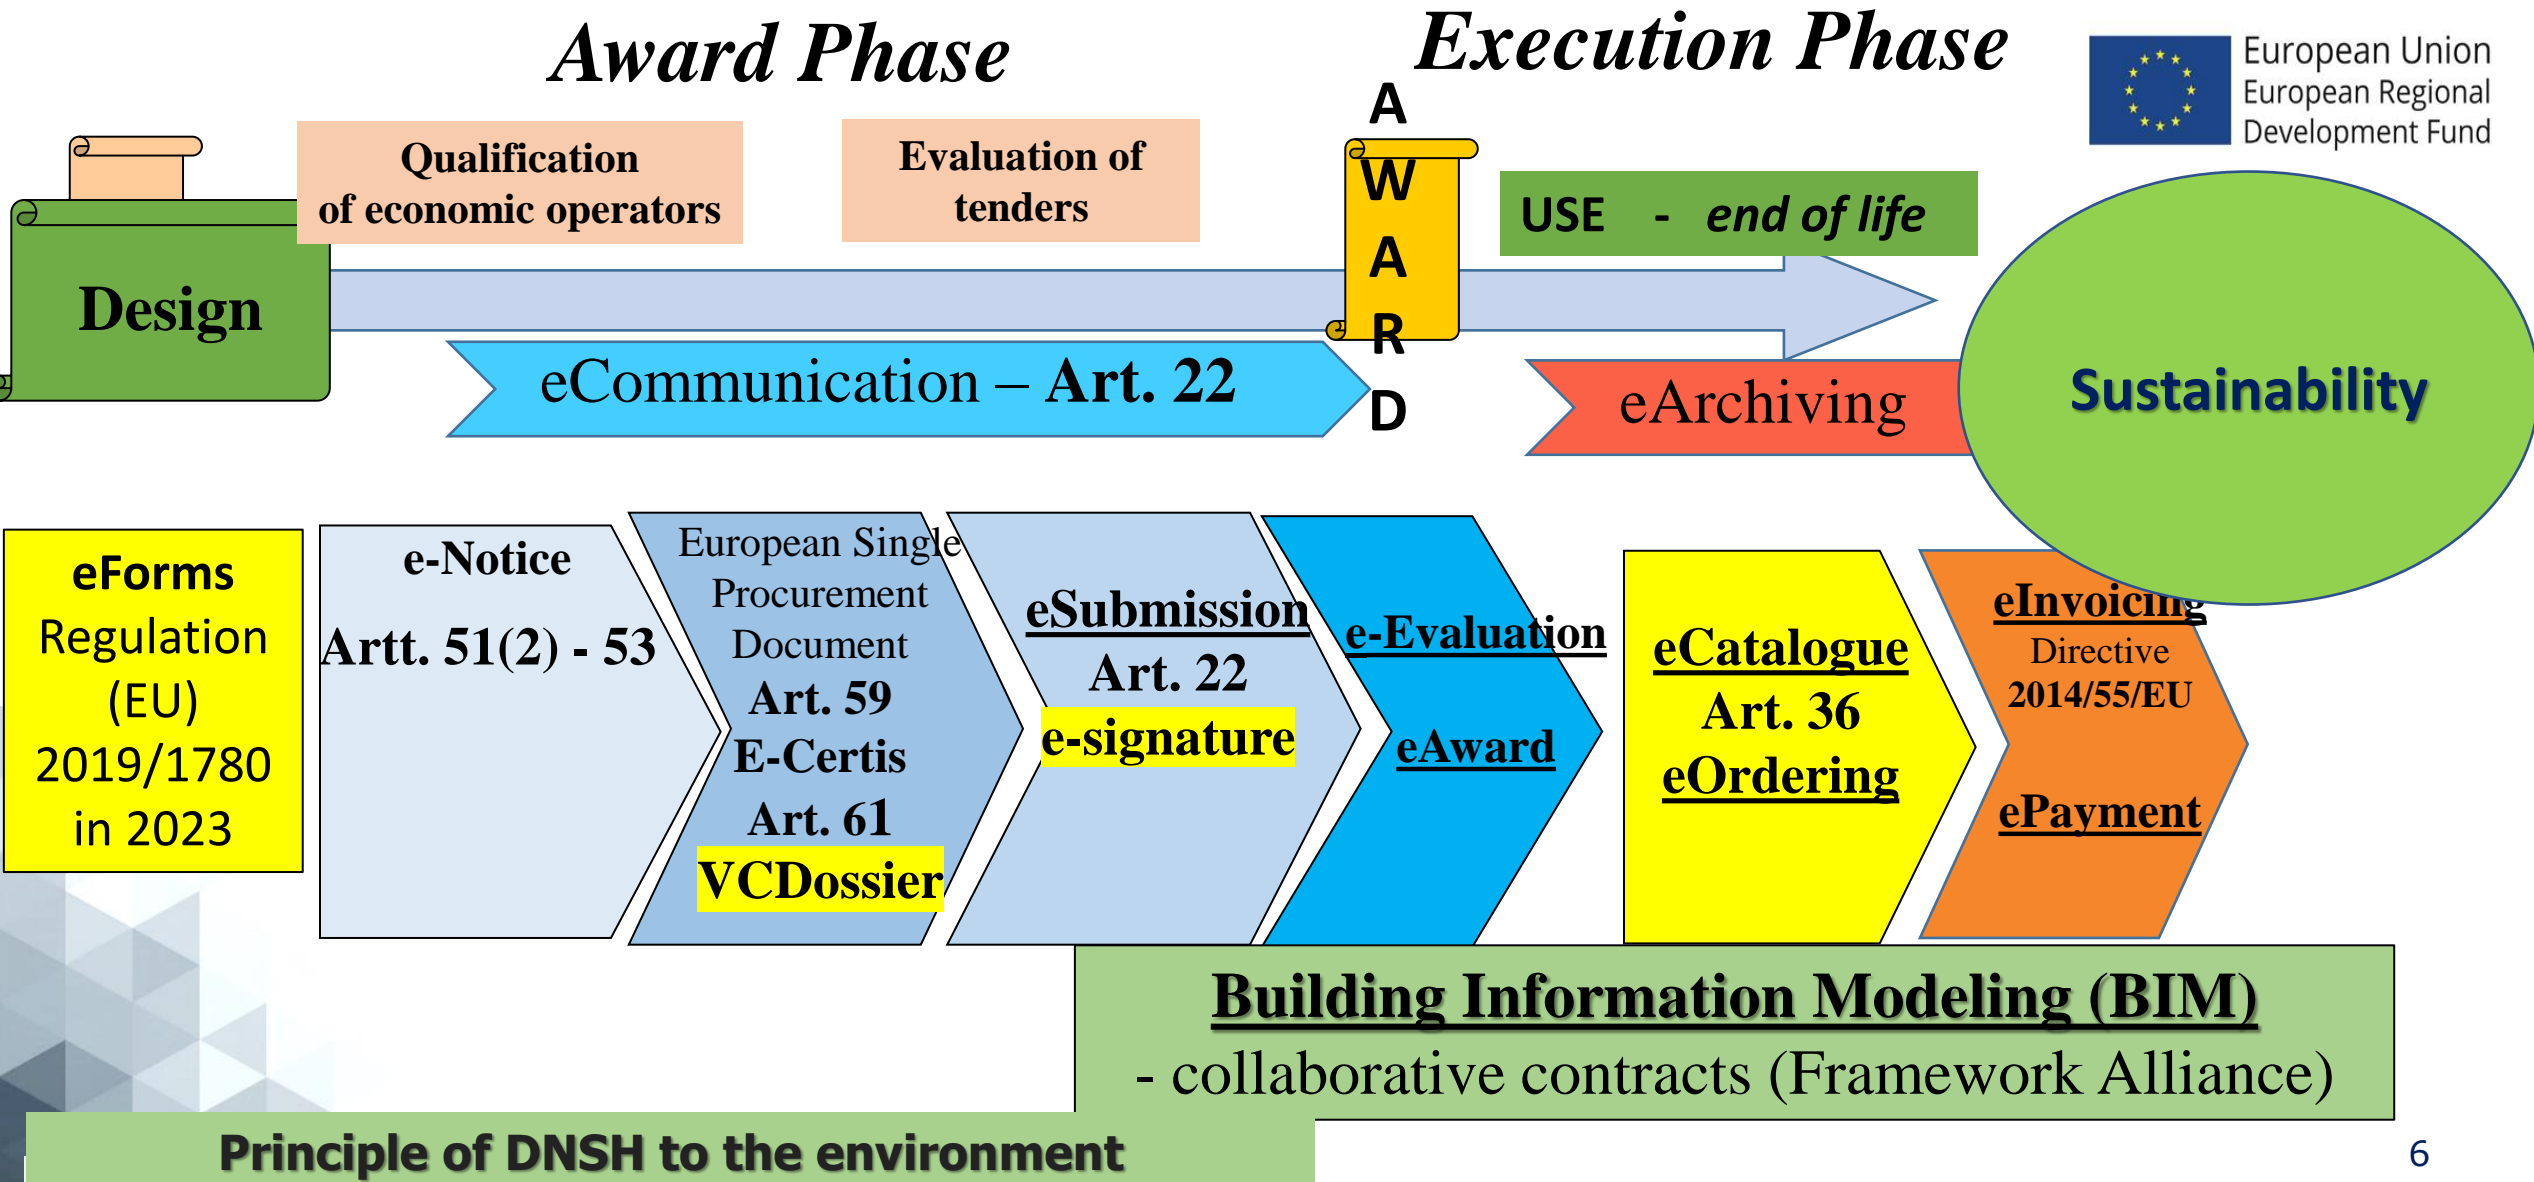 Award Phase
Execution Phase
European Union
European Regional
Development Fund
Qualification
of economic operators
Evaluation of
tenders
A
W
A
R
D
USE - end of life
Design
Sustainability
eCommunication – Art. 22
eArchiving
eForms
Regulation
(EU)
2019/1780
in 2023
e-Notice
Artt. 51(2) - 53
European Single
Procurement
Document
Art. 59
E-Certis
Art. 61
VCDossier
eSubmission
Art. 22
e-signature
e-Evaluation
eAward
eCatalogue
Art. 36
eOrdering
eInvoicing
Directive
2014/55/EU
ePayment
Building Information Modeling (BIM)
- collaborative contracts (Framework Alliance)
Principle of DNSH to the environment
6